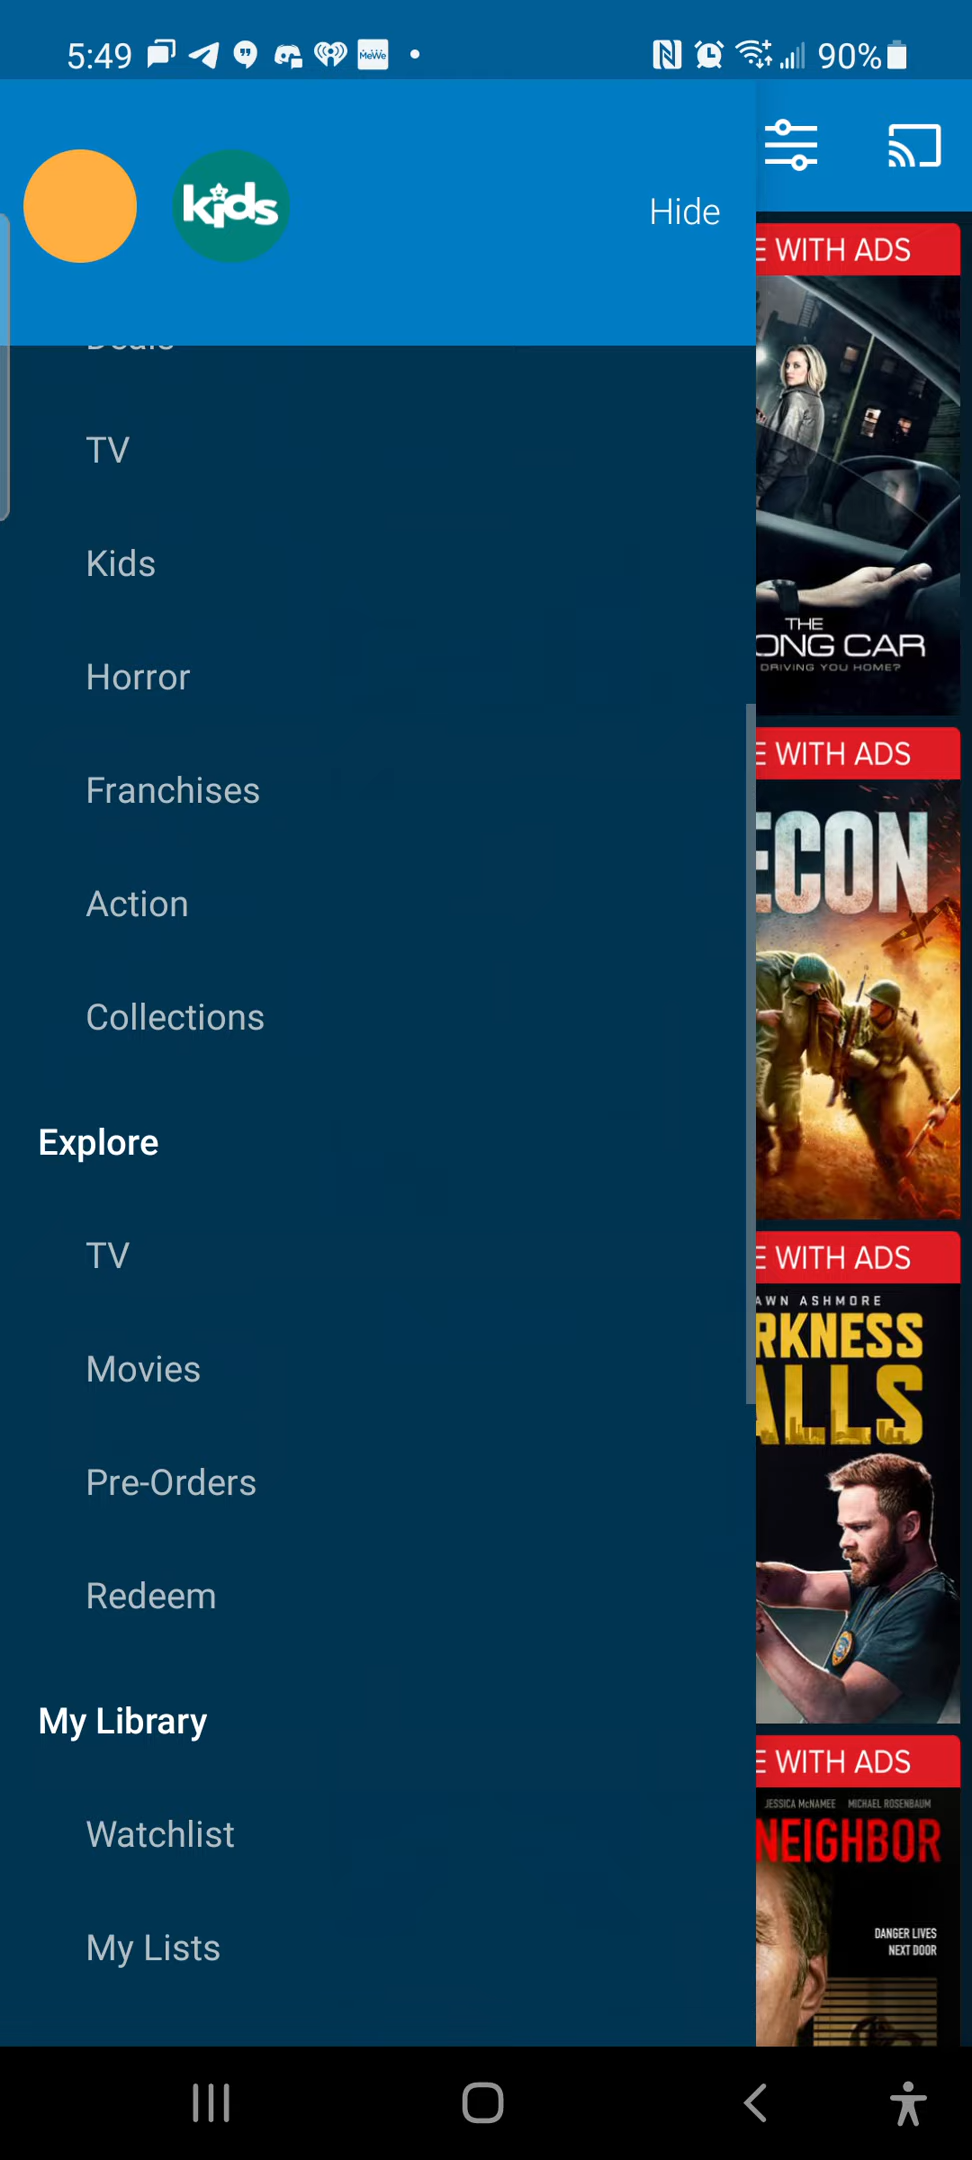 5:49
MeWe
90%
kids
Hide
Deals
TV
Kids
Horror
Franchises
Action
Collections
Explore
TV
Movies
Pre-Orders
Redeem
My Library
Watchlist
My Lists
E WITH ADS
THE
ONG CAR
DRIVING YOU HOME?
E WITH ADS
ECON
E WITH ADS
AWN ASHMORE
RKNESS
ALLS
E WITH ADS
JESSICA McNAMEE MICHAEL ROSENBAUM
NEIGHBOR
DANGER LIVES
NEXT DOOR